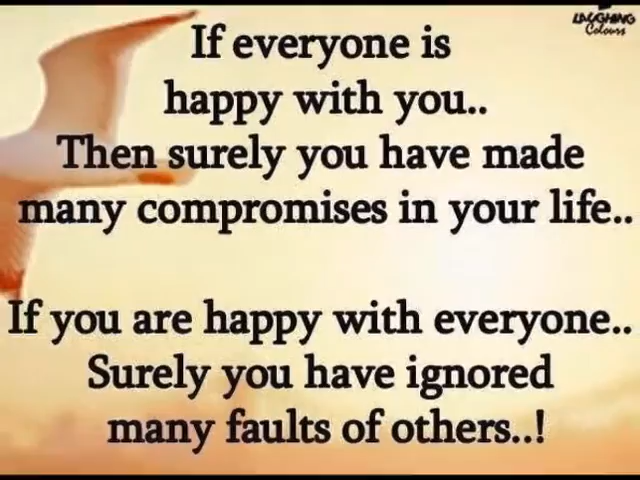 LAUGHING
Colours
If everyone is
happy with you..
Then surely you have made
many compromises in your life..
If you are happy with everyone..
Surely you have ignored
many faults of others..!